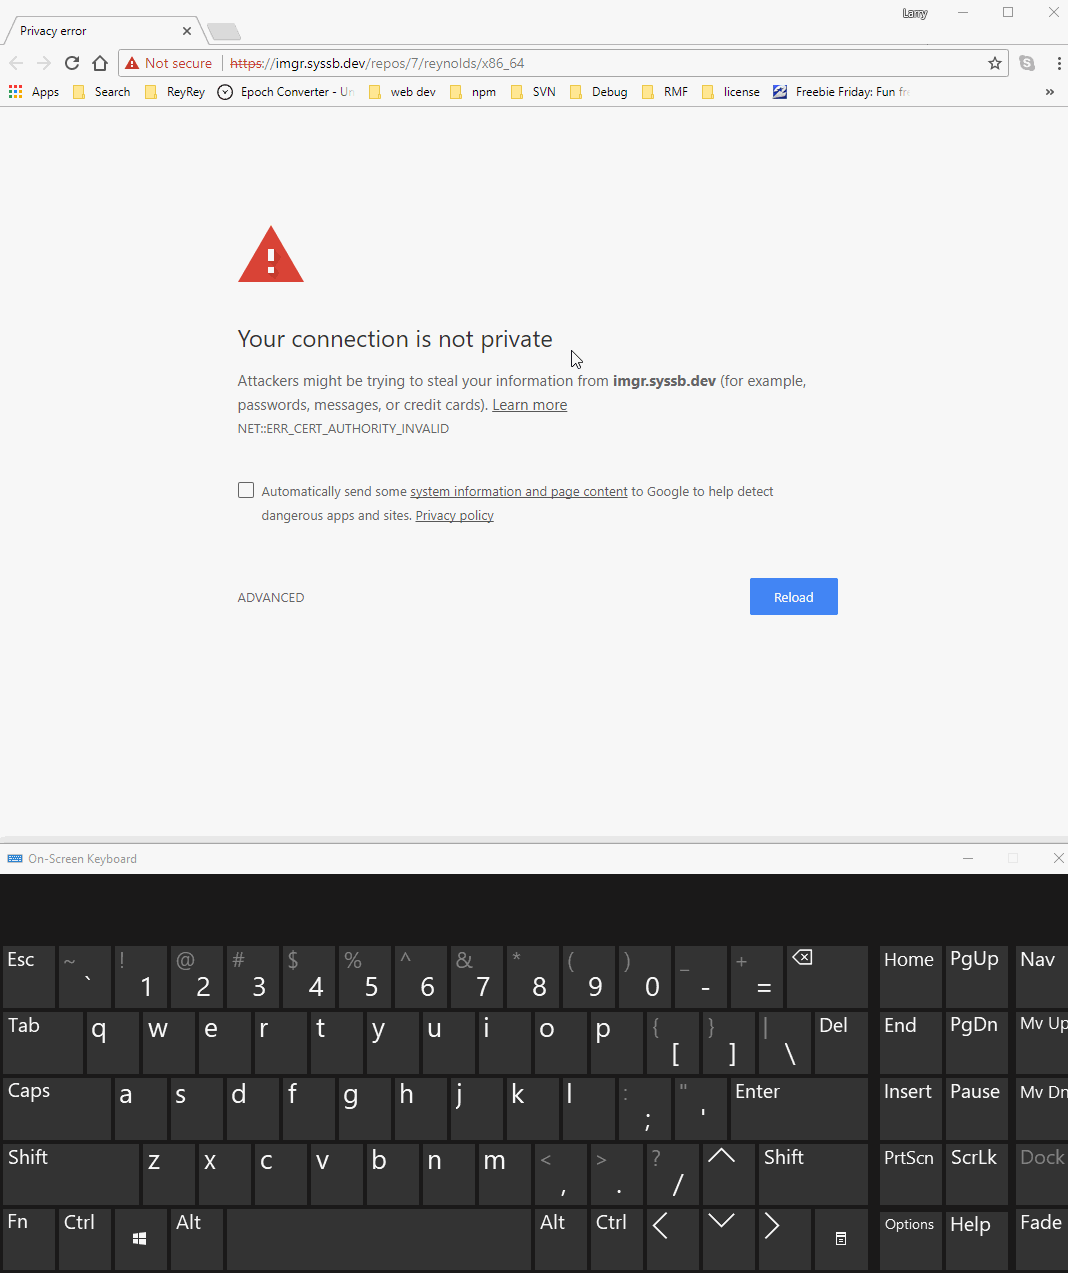 Larry
Privacy error
Not secure https://imgr.syssb.dev/repos/7/reynolds/x86_64
Apps Search ReyRey Epoch Converter - Un web dev npm SVN Debug RMF license Freebie Friday: Fun fre »
Your connection is not private
Attackers might be trying to steal your information from imgr.syssb.dev (for example,
passwords, messages, or credit cards). Learn more
NET::ERR_CERT_AUTHORITY_INVALID
Automatically send some system information and page content to Google to help detect
dangerous apps and sites. Privacy policy
ADVANCED Reload
On-Screen Keyboard
Esc ~ ` ! 1 @ 2 # 3 $ 4 % 5 ^ 6 & 7 * 8 ( 9 ) 0 _ - + = Home PgUp Nav
Tab q w e r t y u i o p { [ } ] | \ Del End PgDn Mv Up
Caps a s d f g h j k l : ; " ' Enter Insert Pause Mv Dn
Shift z x c v b n m < , > . ? / Shift PrtScn ScrLk Dock
Fn Ctrl Alt Alt Ctrl Options Help Fade